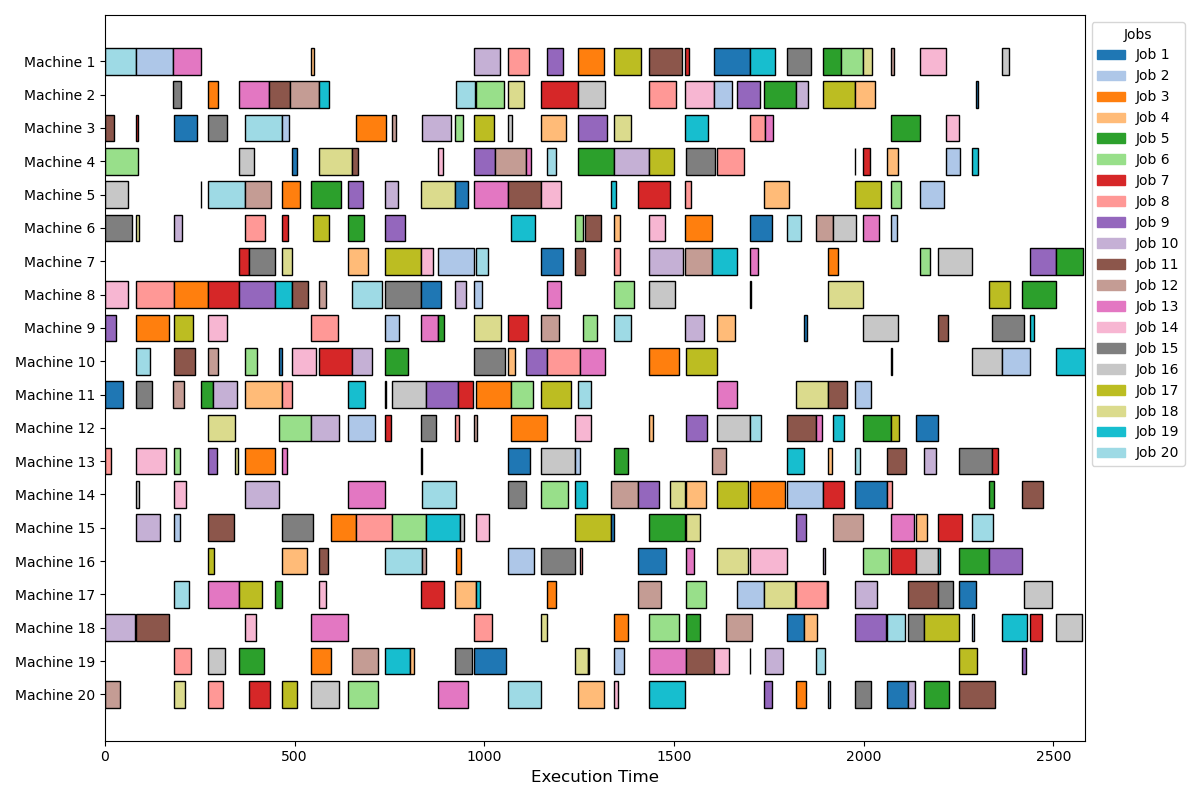 Machine 1
Machine 2
Machine 3
Machine 4
Machine 5
Machine 6
Machine 7
Machine 8
Machine 9
Machine 10
Machine 11
Machine 12
Machine 13
Machine 14
Machine 15
Machine 16
Machine 17
Machine 18
Machine 19
Machine 20
0 500 1000 1500 2000 2500
Execution Time
Jobs
Job 1
Job 2
Job 3
Job 4
Job 5
Job 6
Job 7
Job 8
Job 9
Job 10
Job 11
Job 12
Job 13
Job 14
Job 15
Job 16
Job 17
Job 18
Job 19
Job 20